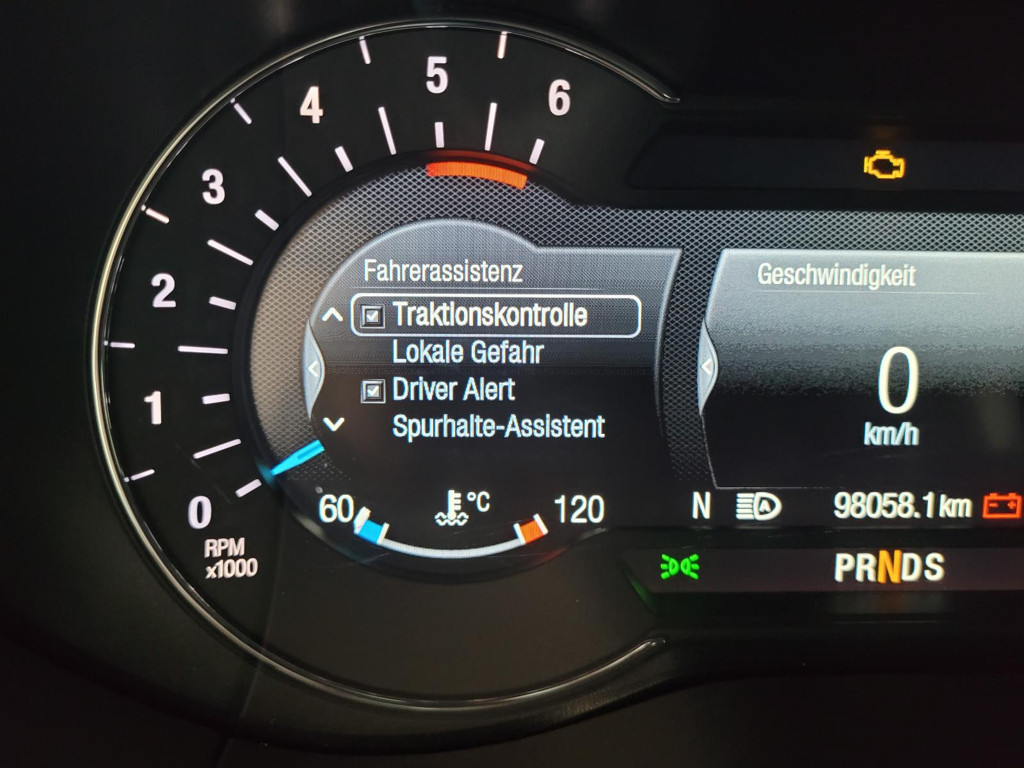 6
5
4
3
2
1
0
RPM
x1000
Fahrerassistenz
Traktionskontrolle
Lokale Gefahr
Driver Alert
Spurhalte-Assistent
60 °C 120
Geschwindigkeit
0
km/h
N A 98058.1 km
PRNDS